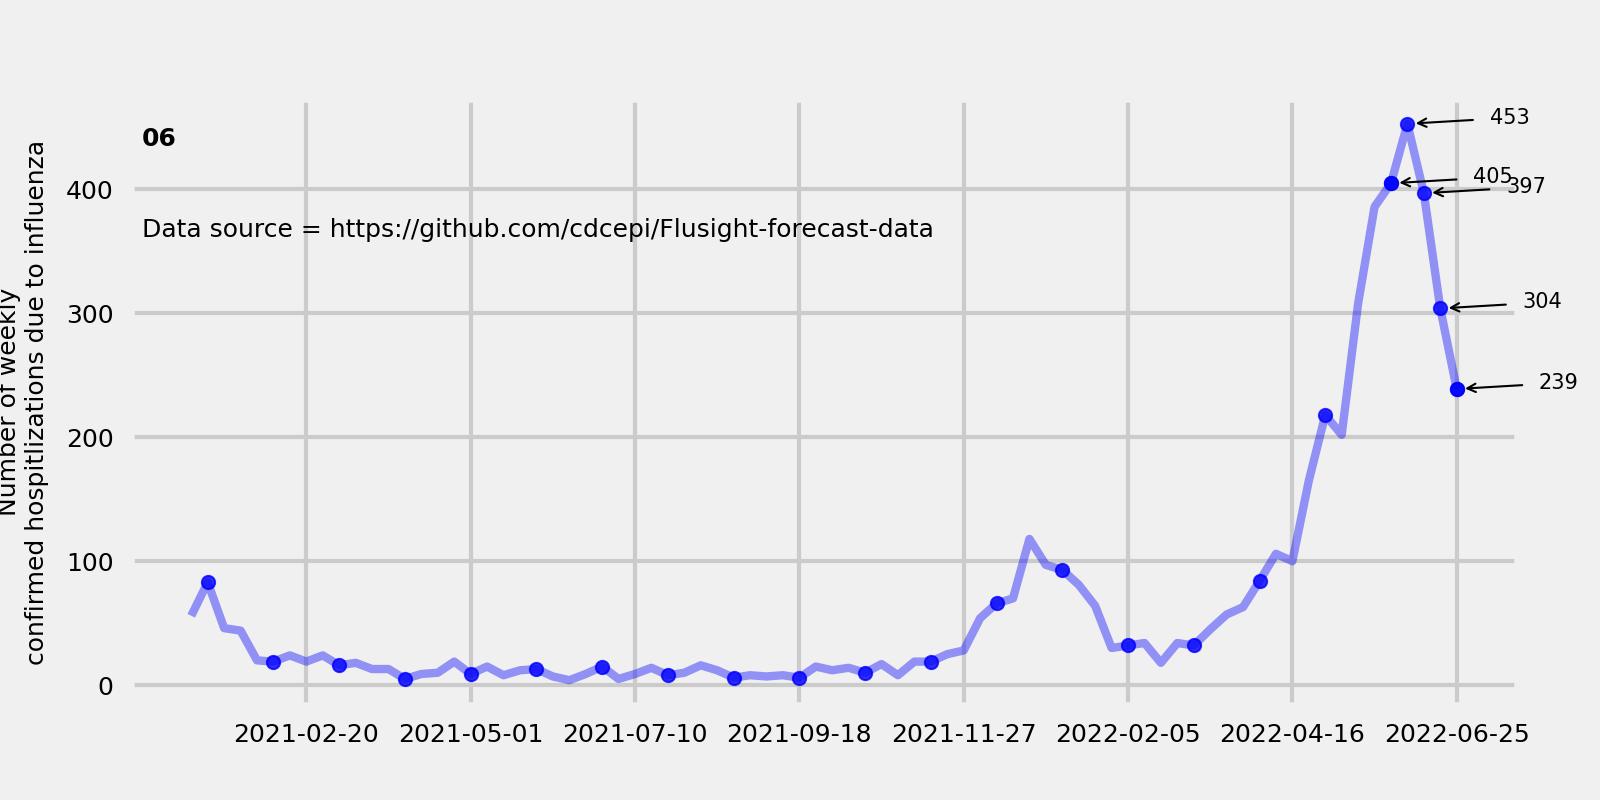 06
Data source = https://github.com/cdcepi/Flusight-forecast-data
Number of weekly
confirmed hospitlizations due to influenza
400
300
200
100
0
453
405
397
304
239
2021-02-20 2021-05-01 2021-07-10 2021-09-18 2021-11-27 2022-02-05 2022-04-16 2022-06-25